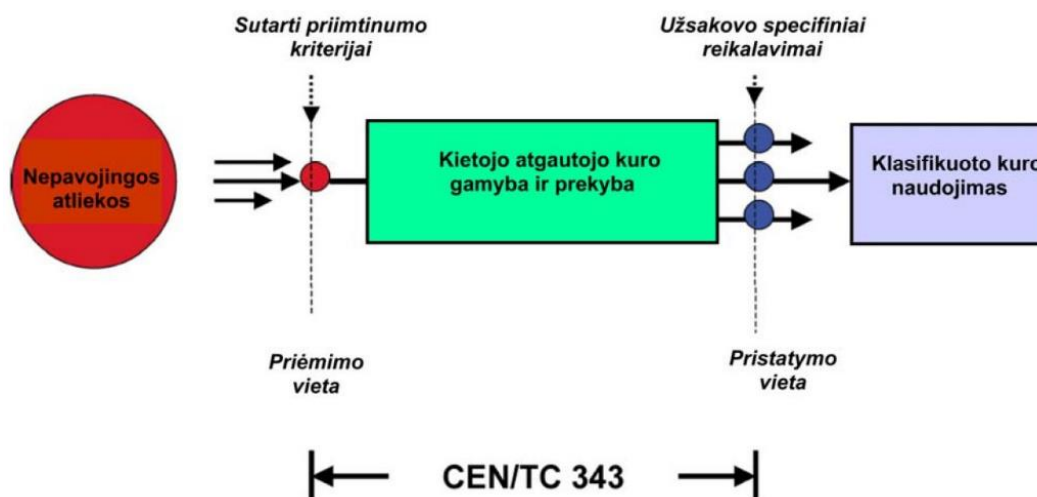 Sutarti priimtinumo
kriterijai
Užsakovo specifiniai
reikalavimai
Nepavojingos
atliekos
Kietojo atgautojo kuro
gamyba ir prekyba
Klasifikuoto kuro
naudojimas
Priėmimo
vieta
Pristatymo
vieta
CEN/TC 343